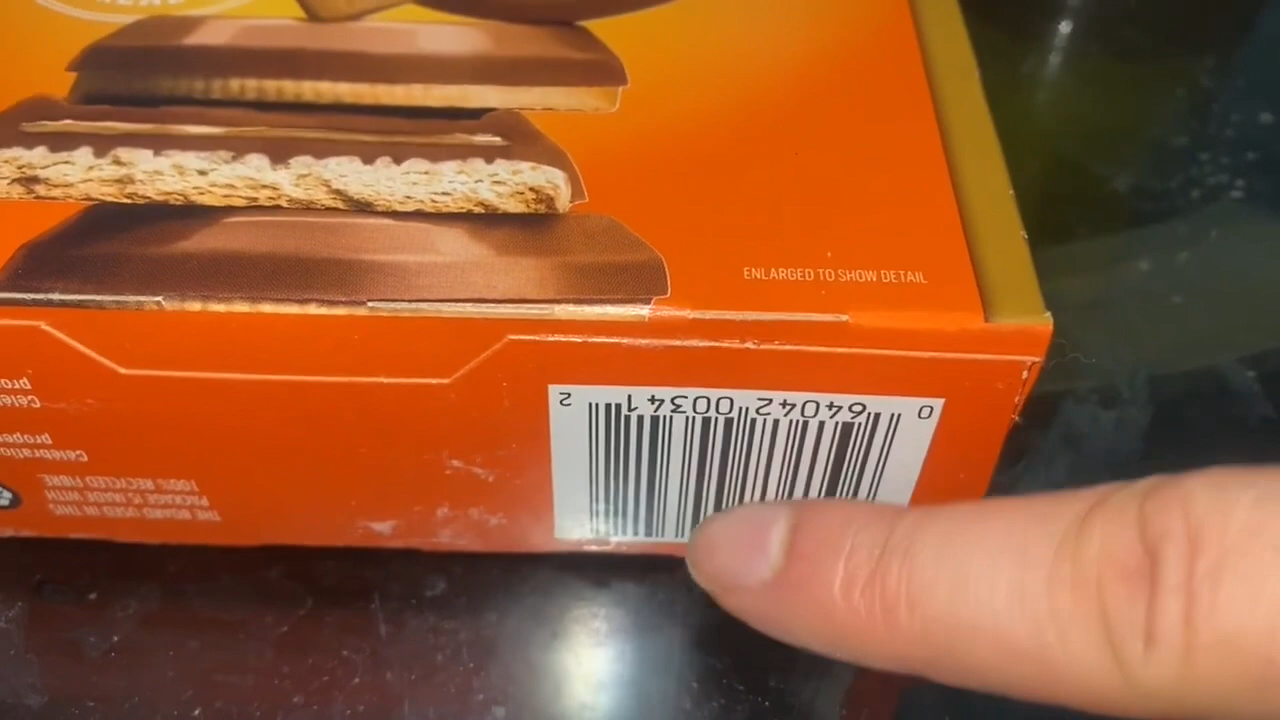 ENLARGED TO SHOW DETAIL
0 64042 00341 2
THE BOARD USED IN THIS
PACKAGE IS MADE WITH
100% RECYCLED FIBRE.